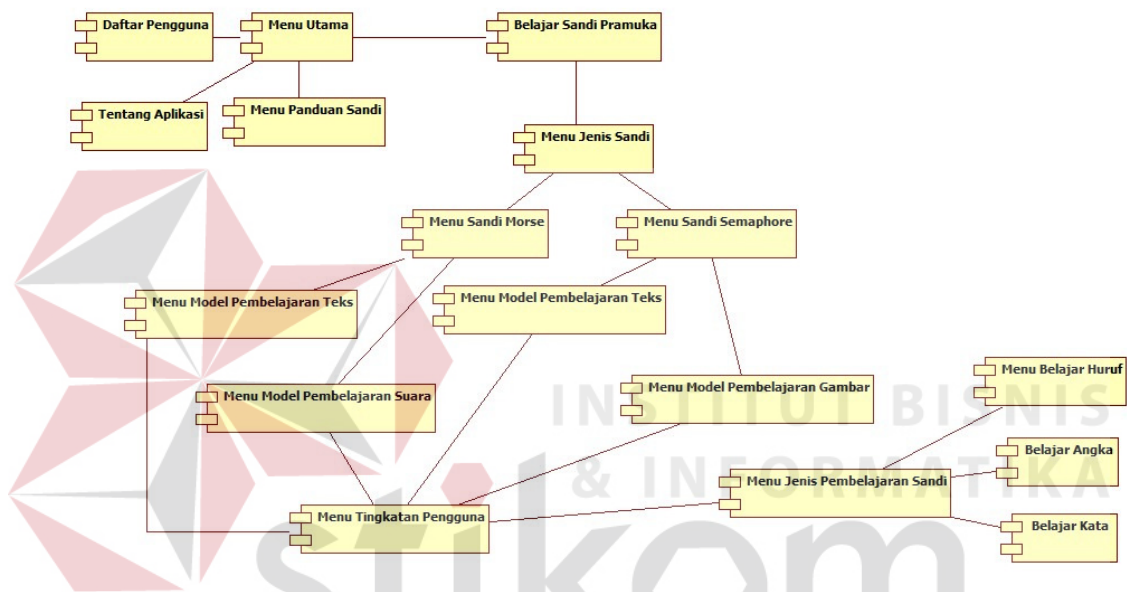 Daftar Pengguna
Menu Utama
Belajar Sandi Pramuka
Tentang Aplikasi
Menu Panduan Sandi
Menu Jenis Sandi
Menu Sandi Morse
Menu Sandi Semaphore
Menu Model Pembelajaran Teks
Menu Model Pembelajaran Teks
Menu Belajar Huruf
Menu Model Pembelajaran Suara
Menu Model Pembelajaran Gambar
INSTITUT BISNIS
& INFORMATIKA
Belajar Angka
Menu Jenis Pembelajaran Sandi
Menu Tingkatan Pengguna
Belajar Kata
stikom